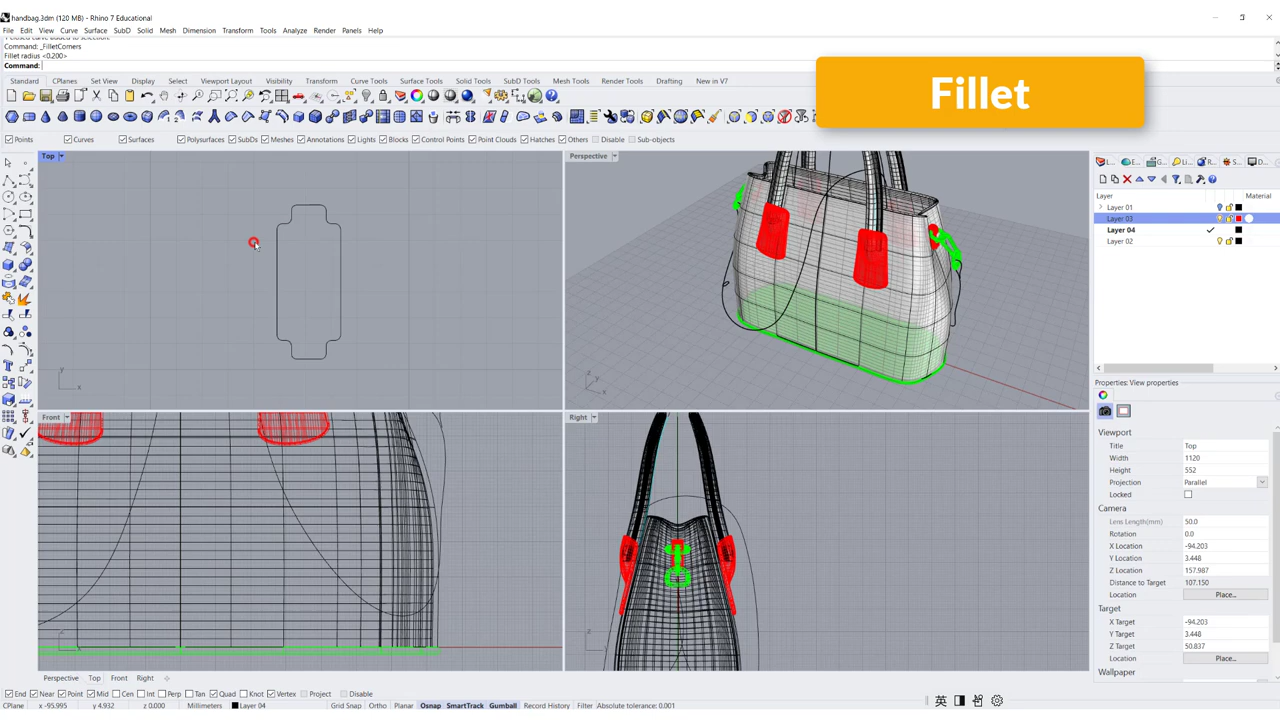 handbag.3dm (120 MB) - Rhino 7 Educational
File Edit View Curve Surface SubD Solid Mesh Dimension Transform Tools Analyze Render Panels Help
1 closed curve added to selection.
Command: _FilletCorners
Fillet radius <0.200>
Command:
Fillet
Standard CPlanes Set View Display Select Viewport Layout Visibility Transform Curve Tools Surface Tools Solid Tools SubD Tools Mesh Tools Render Tools Drafting New in V7
Points Curves Surfaces Polysurfaces SubDs Meshes Annotations Lights Blocks Control Points Point Clouds Hatches Others Disable Sub-objects
Top
y
x
Perspective
z
y
x
Front
z
x
Right
z
y
L... E... G... Li... R... S... D...
Layer Material
Layer 01
Layer 03
Layer 04
Layer 02
Properties: View properties
Viewport
Title Top
Width 1120
Height 552
Projection Parallel
Locked
Camera
Lens Length(mm) 50.0
Rotation 0.0
X Location -94.203
Y Location 3.448
Z Location 157.987
Distance to Target 107.150
Location Place...
Target
X Target -94.203
Y Target 3.448
Z Target 50.837
Location Place...
Wallpaper
Perspective Top Front Right
End Near Point Mid Cen Int Perp Tan Quad Knot Vertex Project Disable
英
CPlane x -95.995 y 4.932 z 0.000 Millimeters Layer 04 Grid Snap Ortho Planar Osnap SmartTrack Gumball Record History Filter Absolute tolerance: 0.001